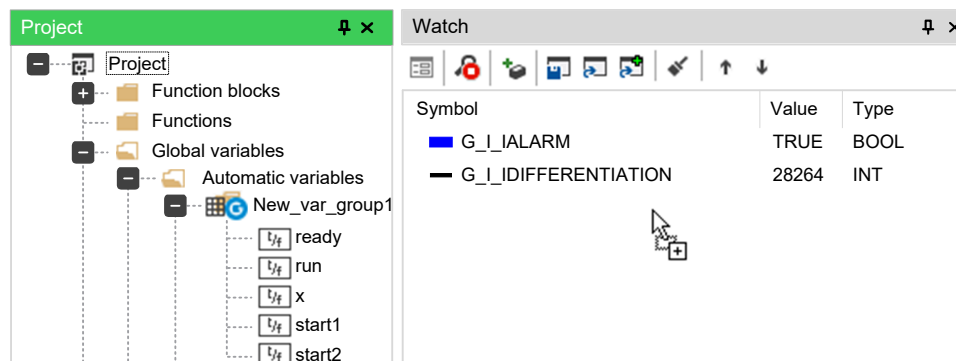 Project
Project
Function blocks
Functions
Global variables
Automatic variables
New_var_group1
ready
run
x
start1
start2
Watch
Symbol Value Type
G_I_IALARM TRUE BOOL
G_I_IDIFFERENTIATION 28264 INT